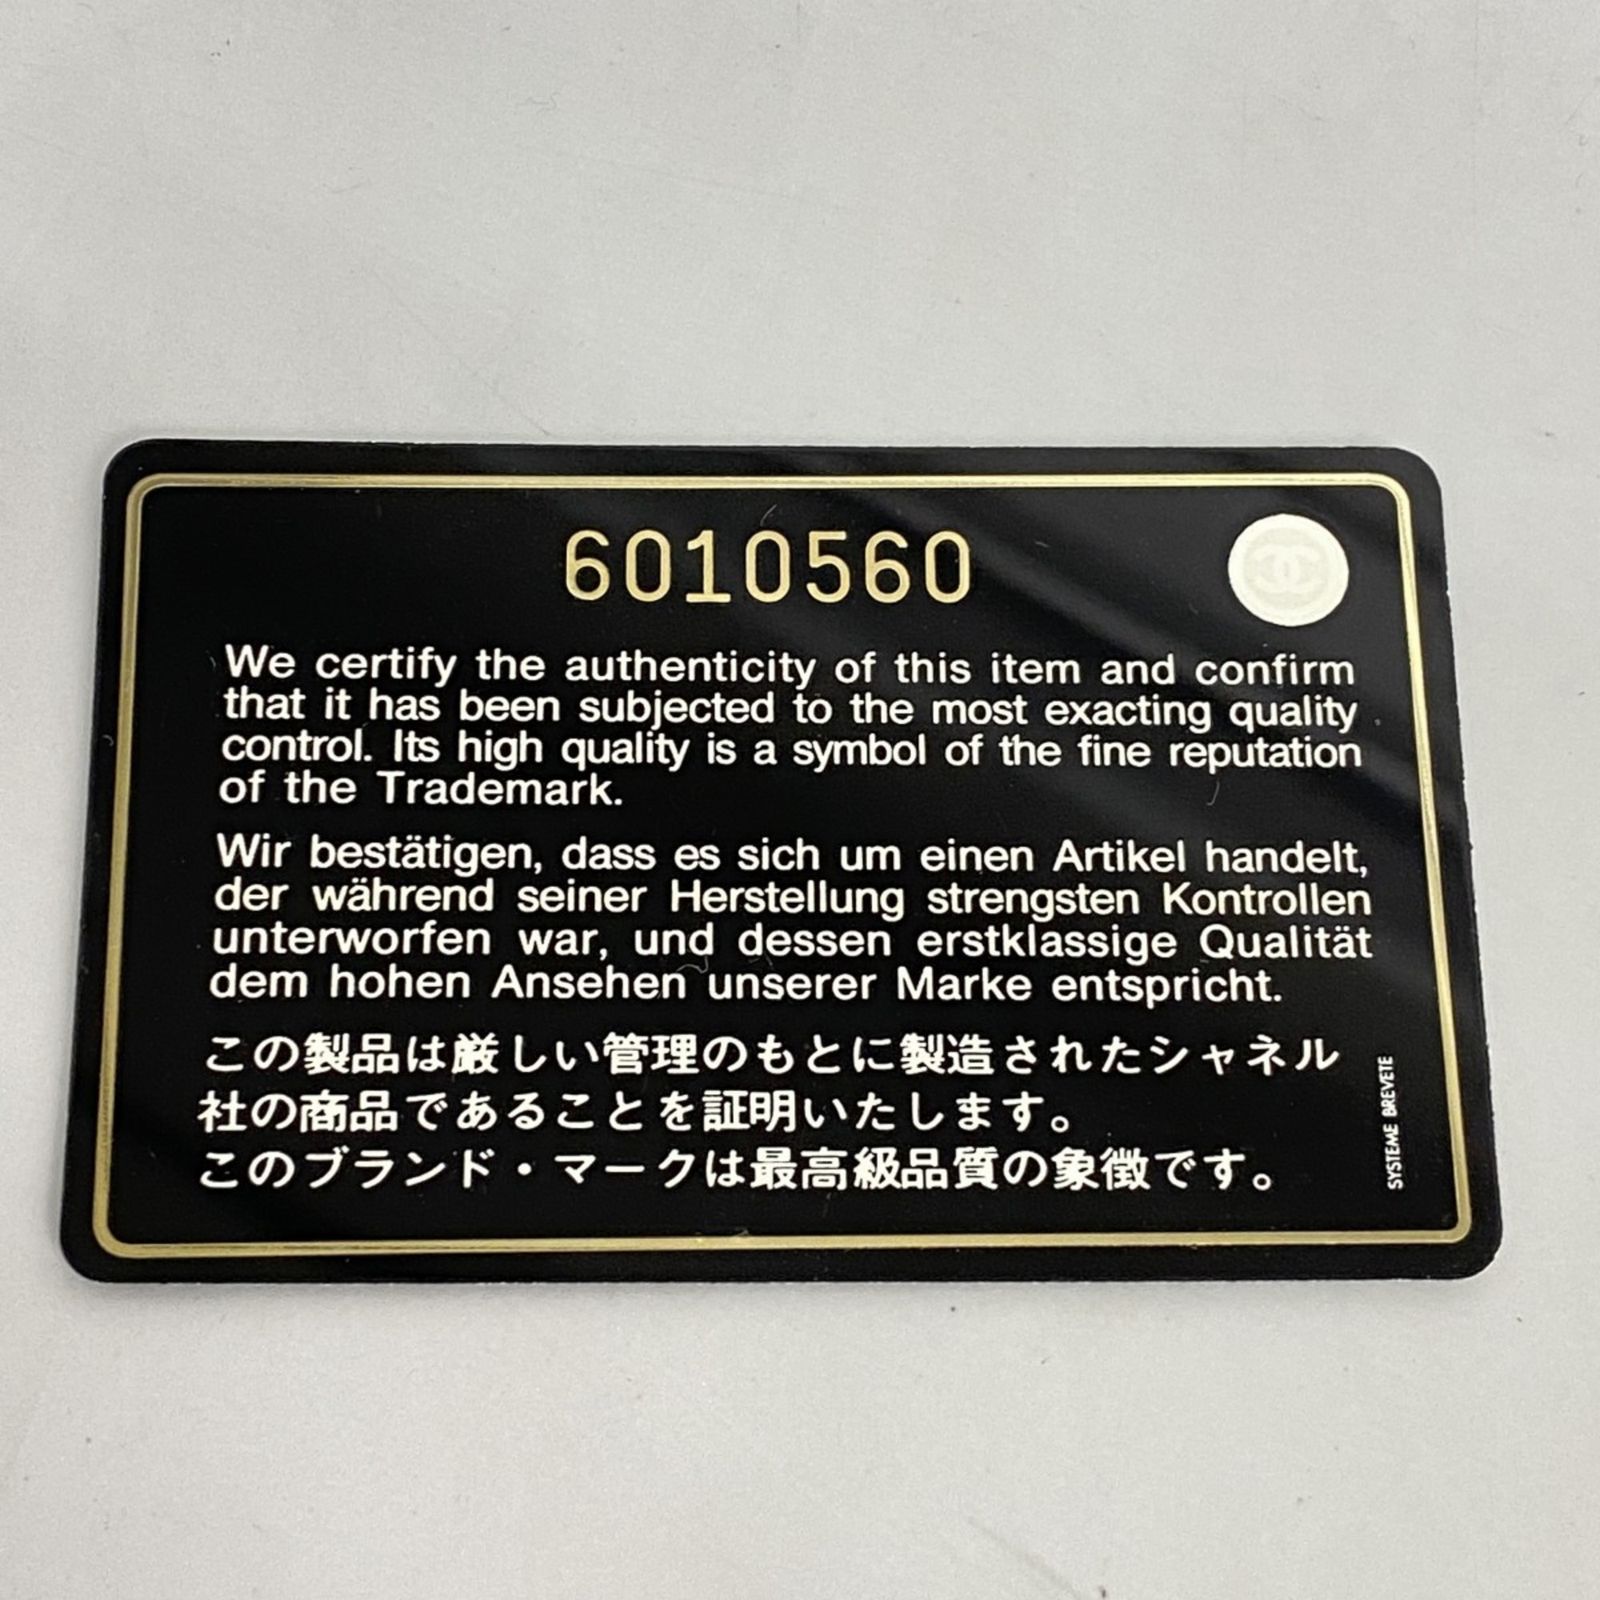 6010560
We certify the authenticity of this item and confirm
that it has been subjected to the most exacting quality
control. Its high quality is a symbol of the fine reputation
of the Trademark.
Wir bestätigen, dass es sich um einen Artikel handelt,
der während seiner Herstellung strengsten Kontrollen
unterworfen war, und dessen erstklassige Qualität
dem hohen Ansehen unserer Marke entspricht.
この製品は厳しい管理のもとに製造されたシャネル
社の商品であることを証明いたします。
このブランド・マークは最高級品質の象徴です。
SYSTEME BREVETE